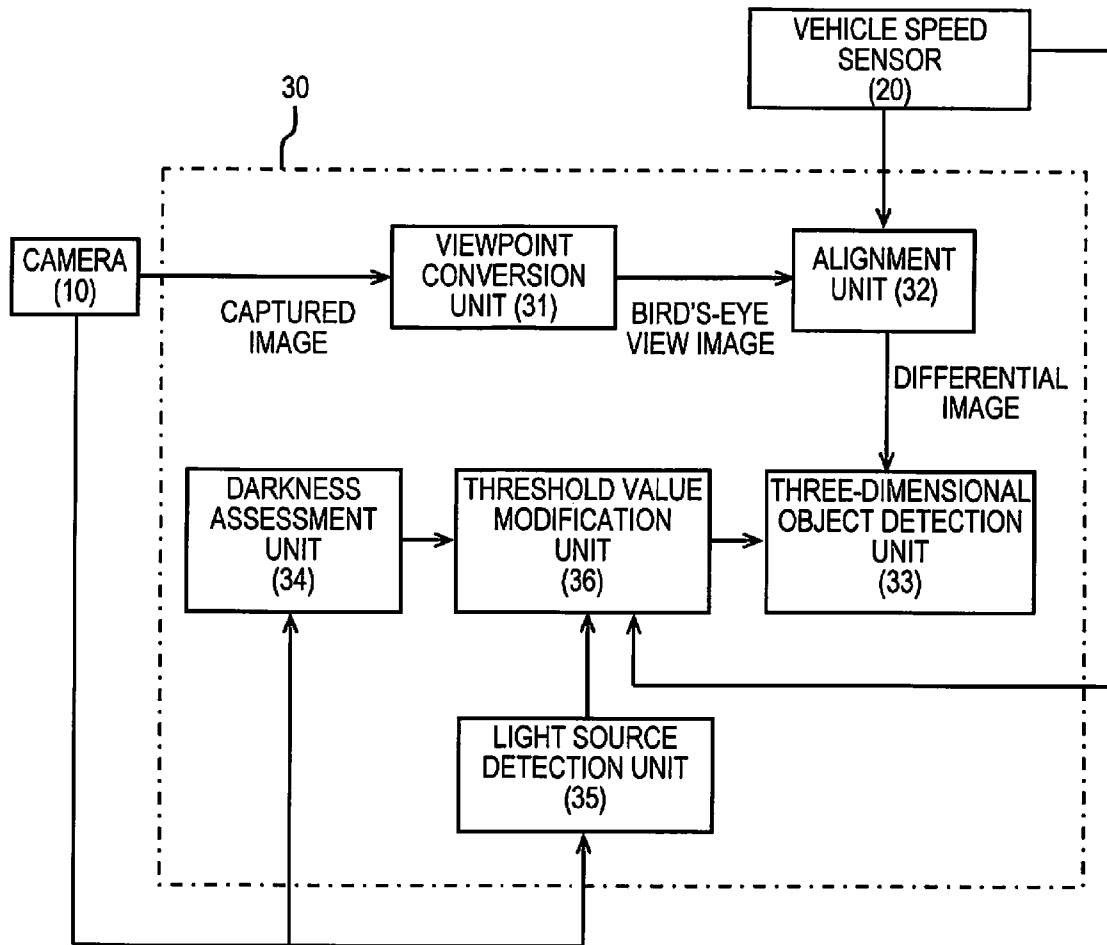 VEHICLE SPEED
SENSOR
(20)
30
CAMERA
(10)
CAPTURED
IMAGE
VIEWPOINT
CONVERSION
UNIT (31)
BIRD'S-EYE
VIEW IMAGE
ALIGNMENT
UNIT (32)
DIFFERENTIAL
IMAGE
DARKNESS
ASSESSMENT
UNIT
(34)
THRESHOLD VALUE
MODIFICATION
UNIT
(36)
THREE-DIMENSIONAL
OBJECT DETECTION
UNIT
(33)
LIGHT SOURCE
DETECTION UNIT
(35)